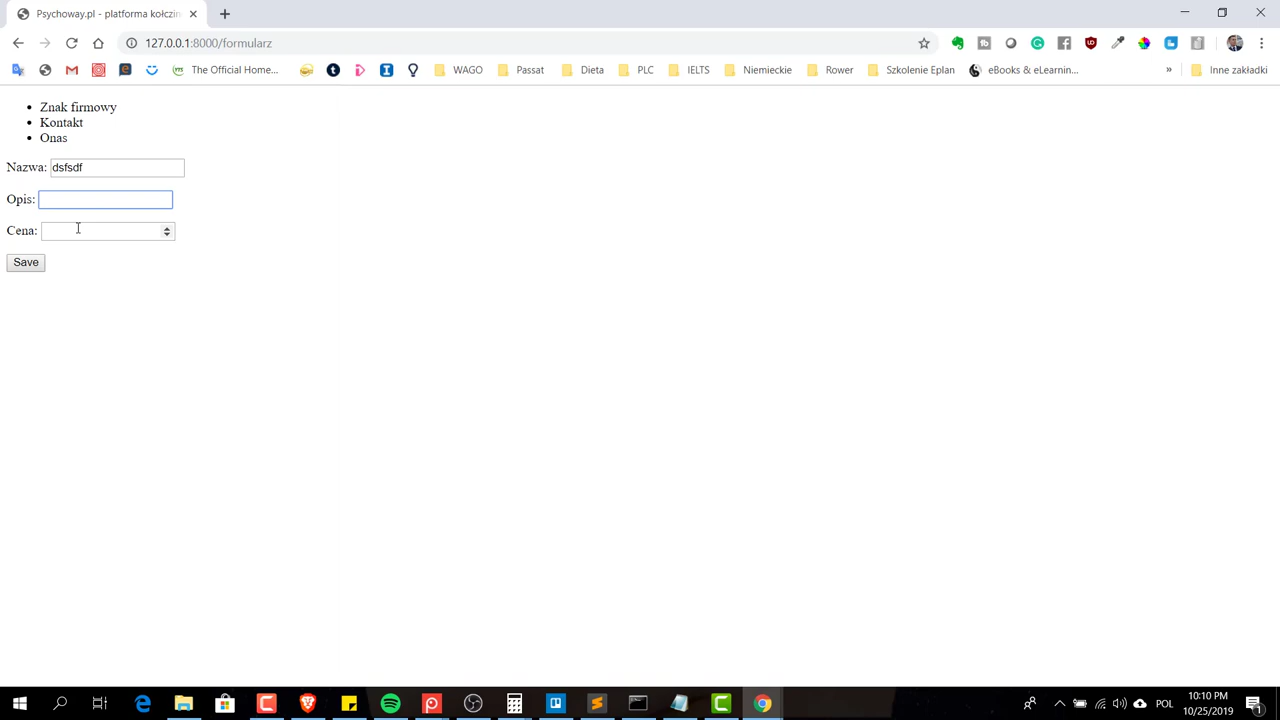 Psychoway.pl - platforma kołczin
127.0.0.1:8000/formularz
The Official Home...
WAGO
Passat
Dieta
PLC
IELTS
Niemieckie
Rower
Szkolenie Eplan
eBooks & eLearnin...
»
Inne zakładki
Znak firmowy
Kontakt
Onas
Nazwa: dsfsdf
Opis:
Cena:
Save
POL
10:10 PM
10/25/2019